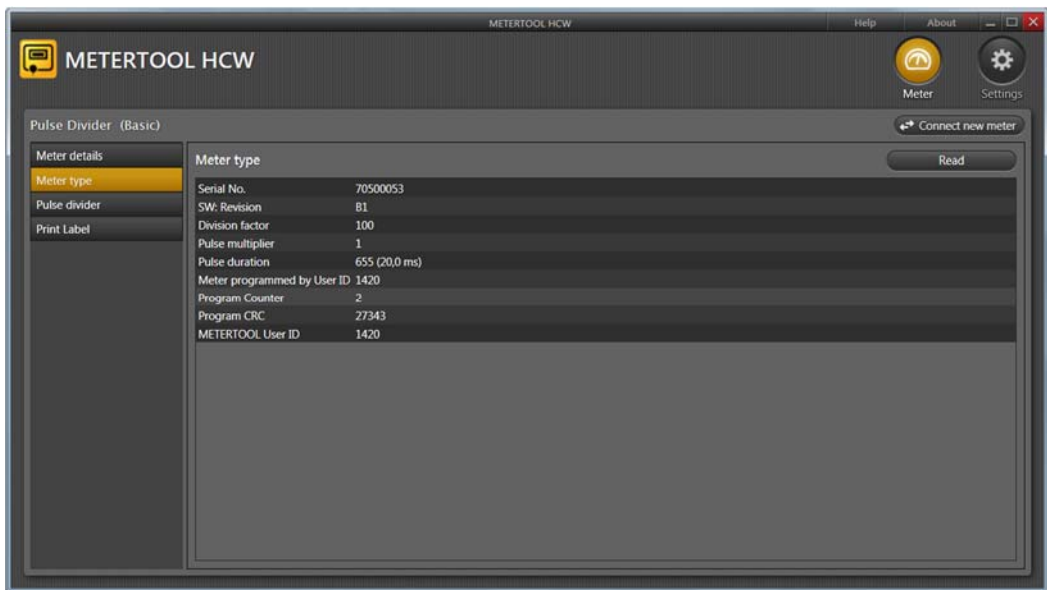 METERTOOL HCW Help About
METERTOOL HCW
Meter Settings
Pulse Divider (Basic) Connect new meter
Meter details
Meter type
Pulse divider
Print Label
Meter type Read
Serial No. 70500053
SW: Revision B1
Division factor 100
Pulse multiplier 1
Pulse duration 655 (20,0 ms)
Meter programmed by User ID 1420
Program Counter 2
Program CRC 27343
METERTOOL User ID 1420